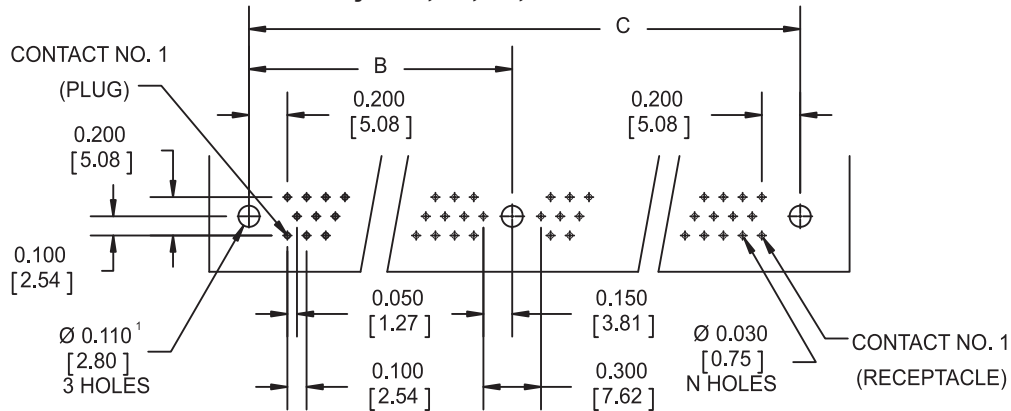 C
CONTACT NO. 1
(PLUG)
B
0.200
[5.08]
0.200
[5.08]
0.200
[5.08]
0.100
[2.54]
0.050
[1.27]
0.150
[3.81]
Ø 0.110¹
[2.80]
3 HOLES
0.100
[2.54]
0.300
[7.62]
Ø 0.030
[0.75]
N HOLES
CONTACT NO. 1
(RECEPTACLE)